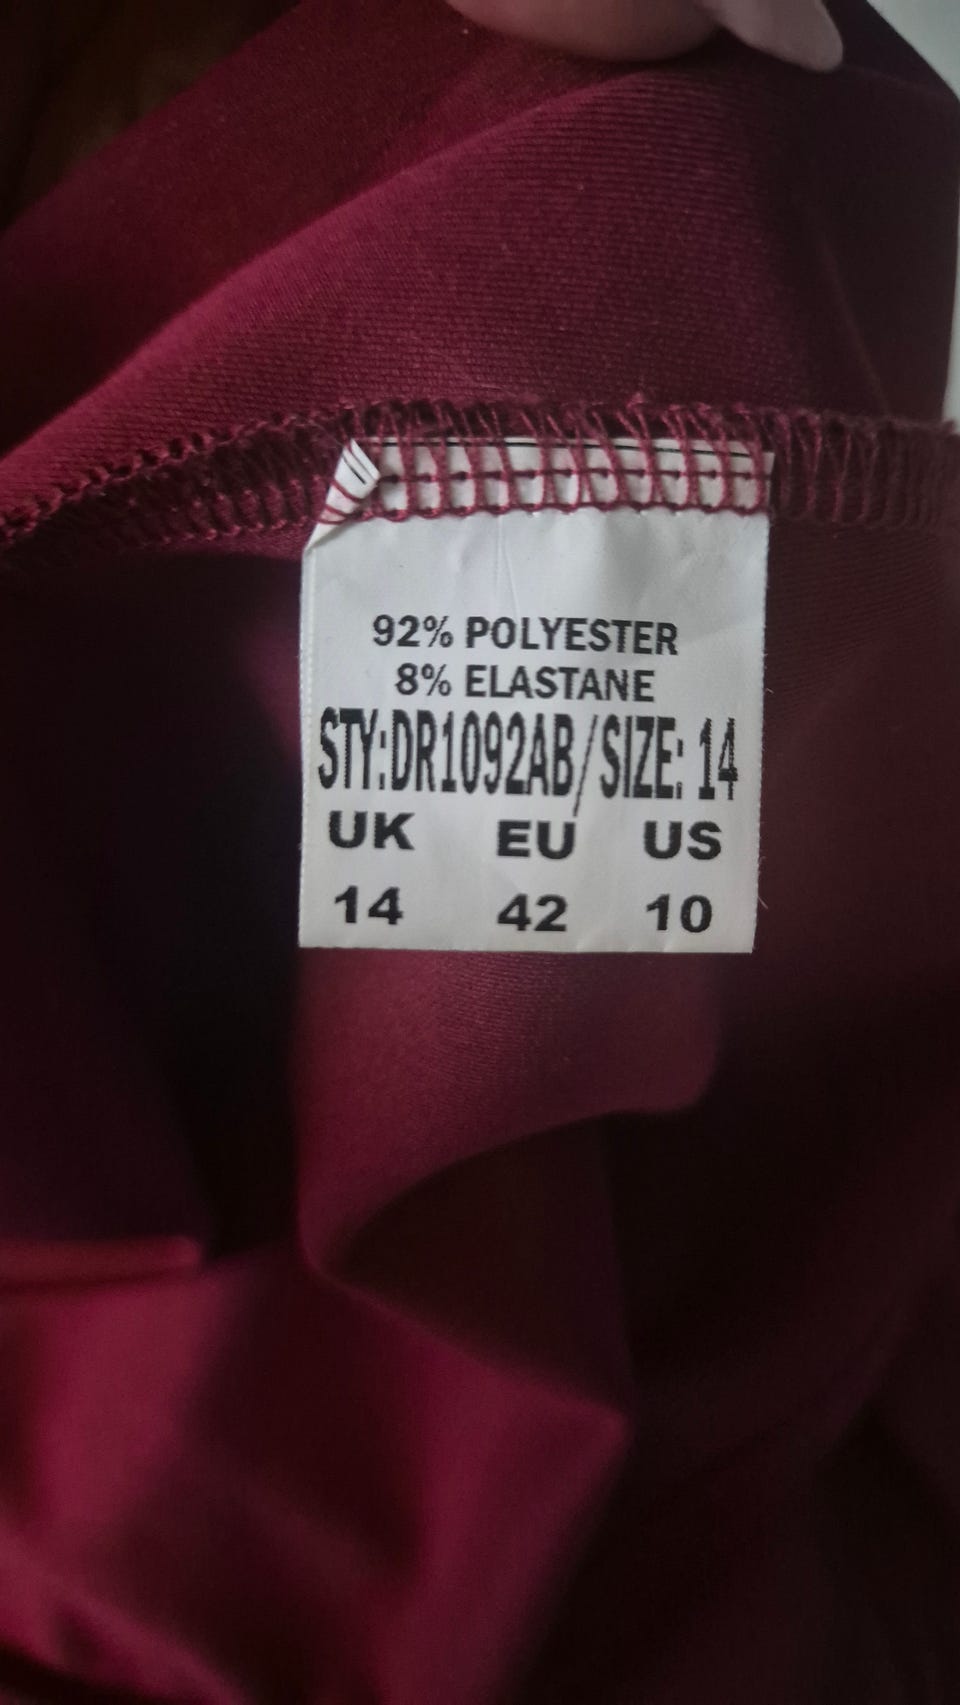 92% POLYESTER
8% ELASTANE
STY:DR1092AB/SIZE: 14
UK EU US
14 42 10